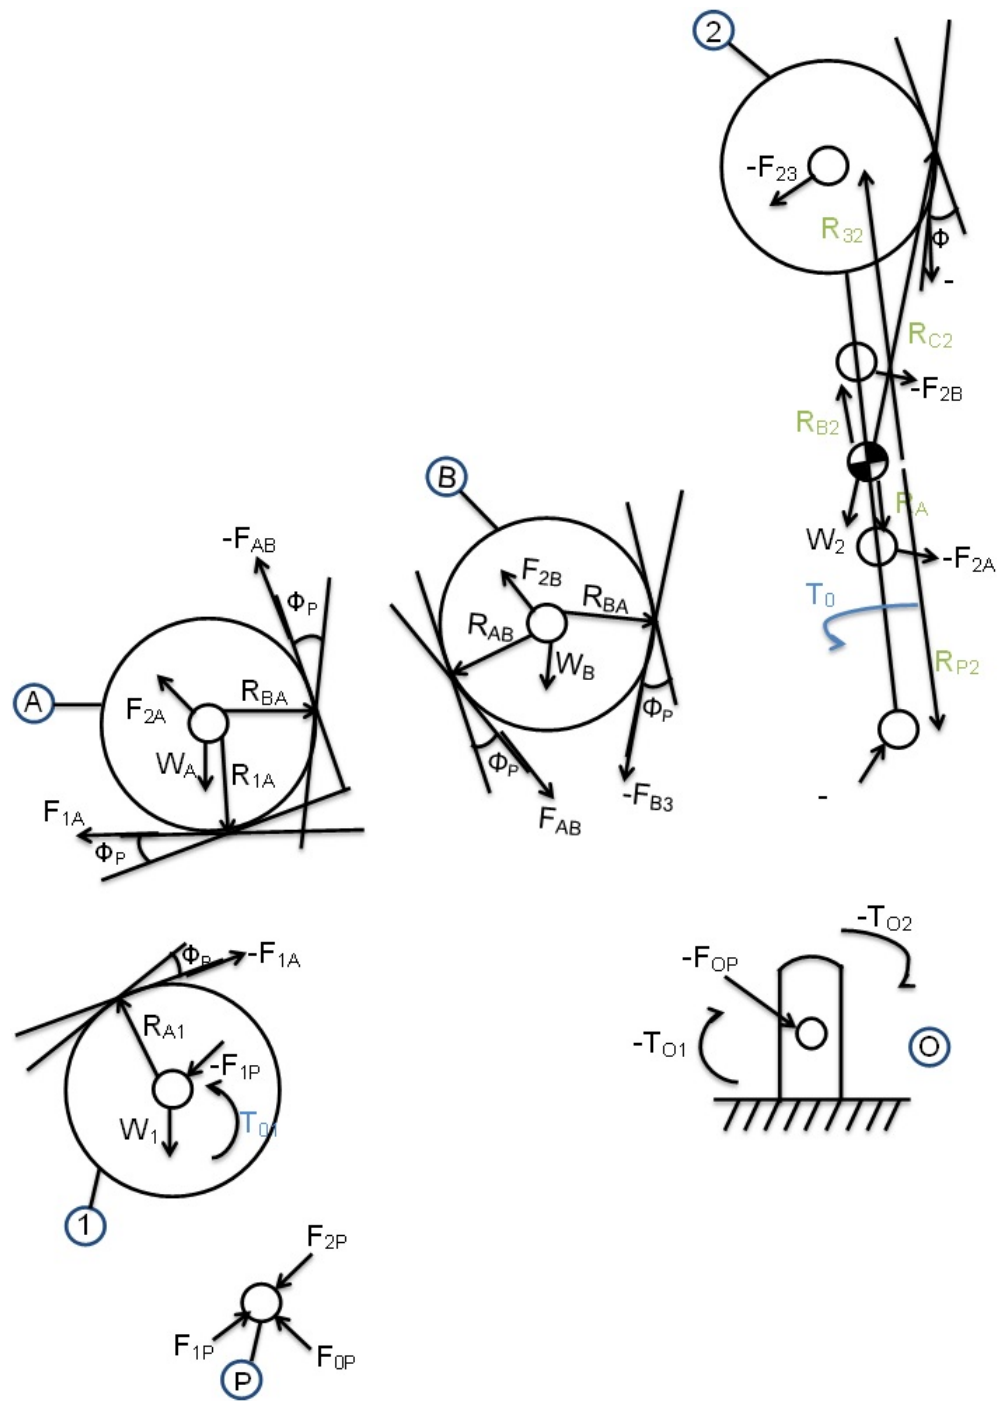 2
-F23
R32
Φ
-
RC2
-F2B
RB2
RA
W2
-F2A
T0
RP2
-
B
F2B
RBA
RAB
WB
ΦP
ΦP
-FB3
FAB
-FAB
ΦP
A
F2A
RBA
WA
R1A
F1A
ΦP
ΦP
-F1A
RA1
-F1P
W1
T01
1
-TO2
-FOP
-TO1
O
F2P
F1P
F0P
P